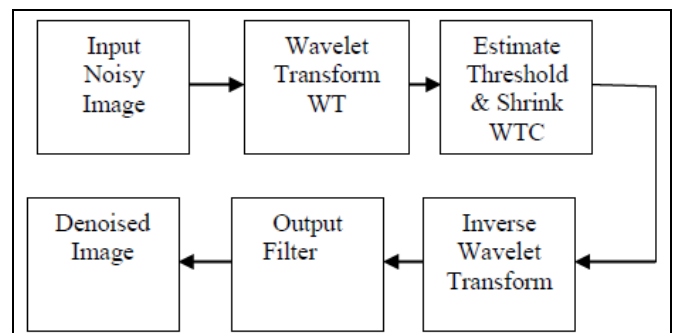 Input
Noisy
Image
Wavelet
Transform
WT
Estimate
Threshold
& Shrink
WTC
Denoised
Image
Output
Filter
Inverse
Wavelet
Transform